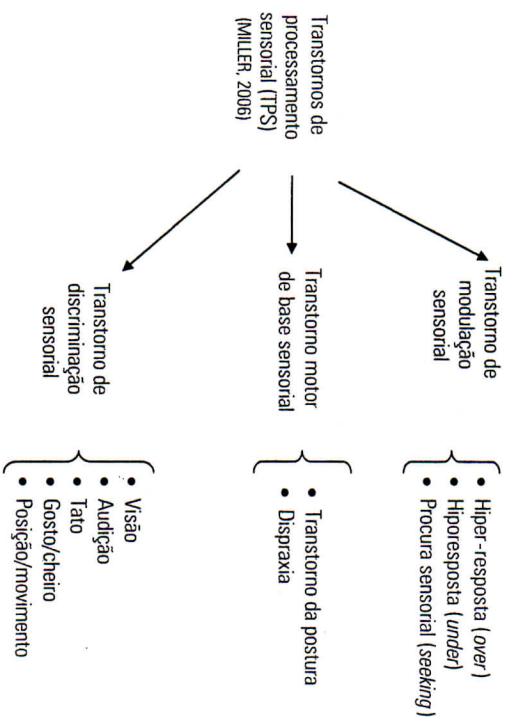 Transtornos de
processamento
sensorial (TPS)
(MILLER, 2006)
Transtorno de
modulação
sensorial
• Hiper-resposta (over)
• Hiporesposta (under)
• Procura sensorial (seeking)
Transtorno motor
de base sensorial
• Transtorno da postura
• Dispraxia
Transtorno de
discriminação
sensorial
• Visão
• Audição
• Tato
• Gosto/cheiro
• Posição/movimento